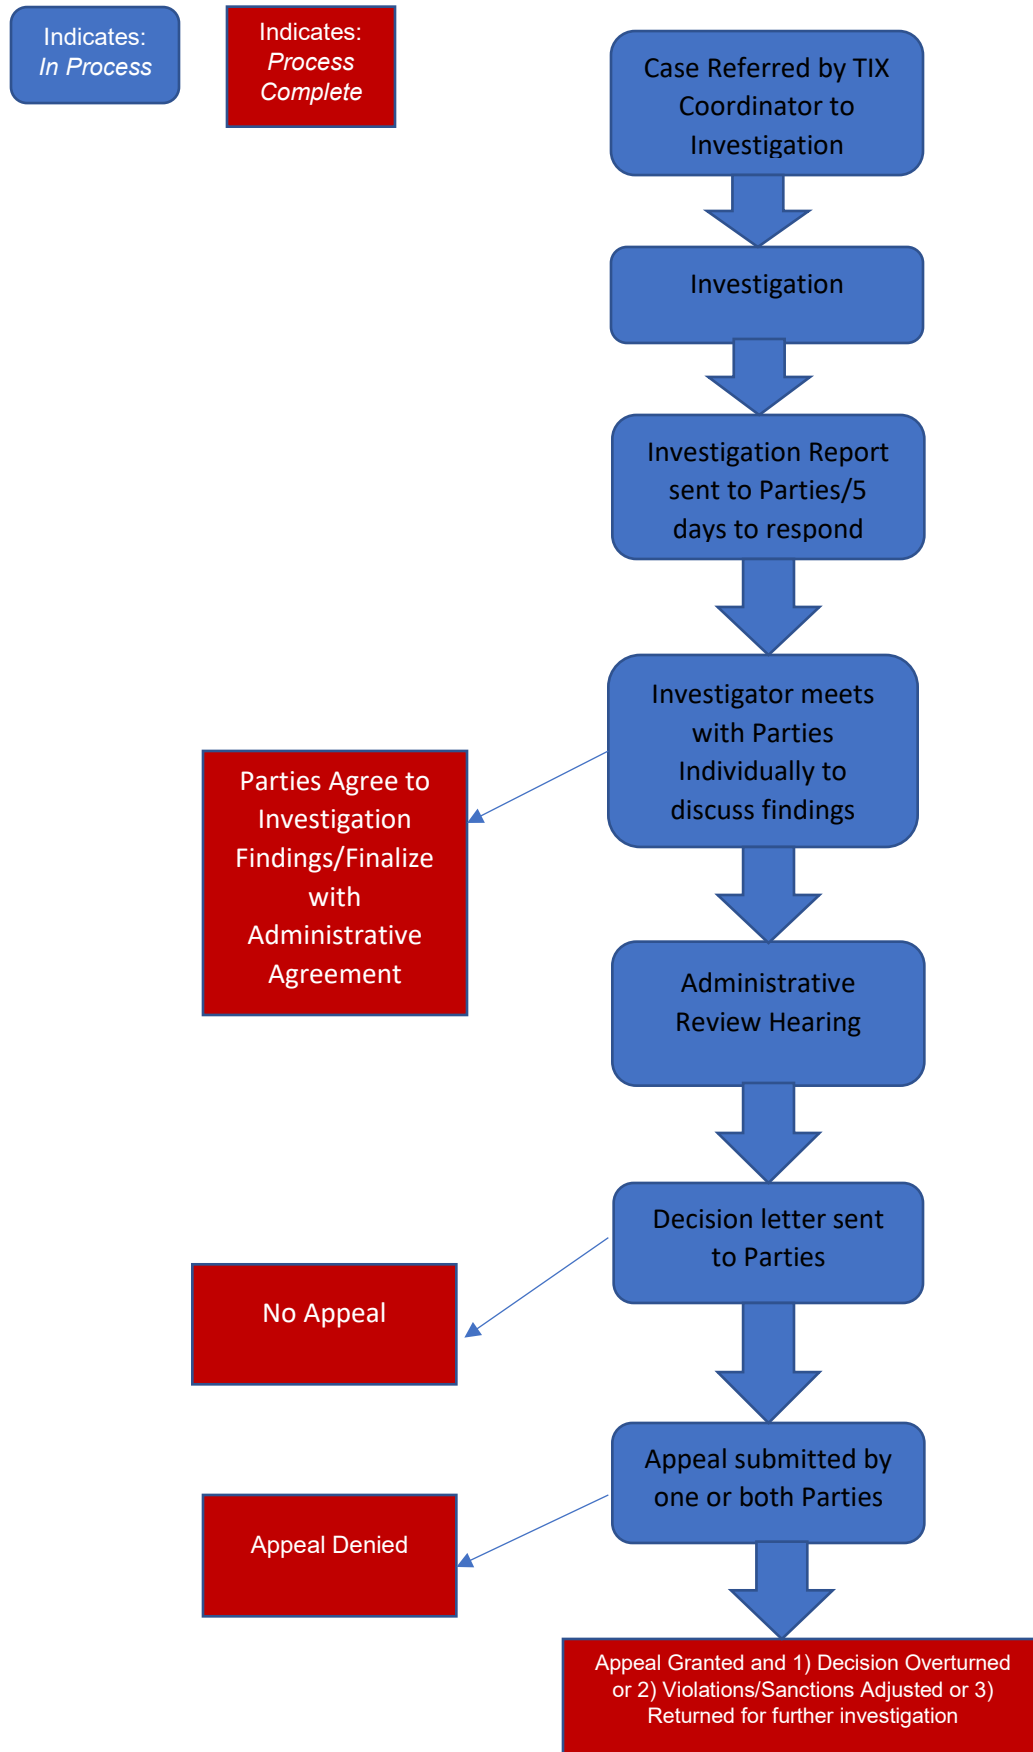 Indicates:
In Process
Indicates:
Process
Complete
Case Referred by TIX
Coordinator to
Investigation
Investigation
Investigation Report
sent to Parties/5
days to respond
Investigator meets
with Parties
Individually to
discuss findings
Parties Agree to
Investigation
Findings/Finalize
with
Administrative
Agreement
Administrative
Review Hearing
Decision letter sent
to Parties
No Appeal
Appeal submitted by
one or both Parties
Appeal Denied
Appeal Granted and 1) Decision Overturned
or 2) Violations/Sanctions Adjusted or 3)
Returned for further investigation